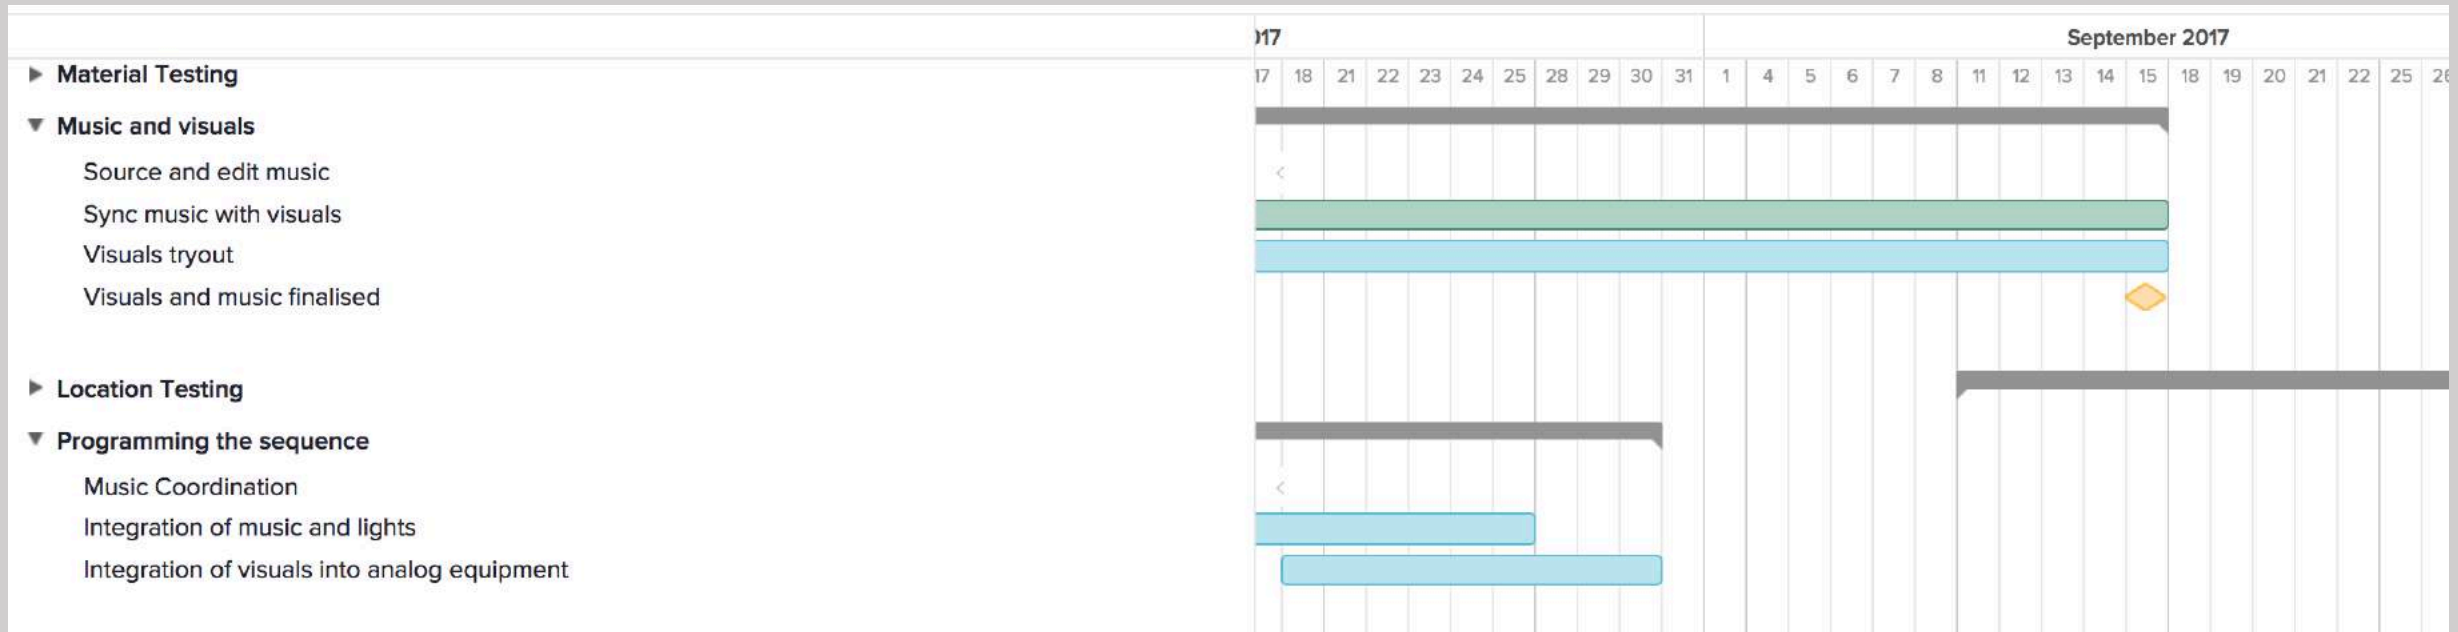 )17 September 2017
Material Testing 17 18 21 22 23 24 25 28 29 30 31 1 4 5 6 7 8 11 12 13 14 15 18 19 20 21 22 25 26
Music and visuals
Source and edit music <
Sync music with visuals
Visuals tryout
Visuals and music finalised
Location Testing
Programming the sequence
Music Coordination <
Integration of music and lights
Integration of visuals into analog equipment